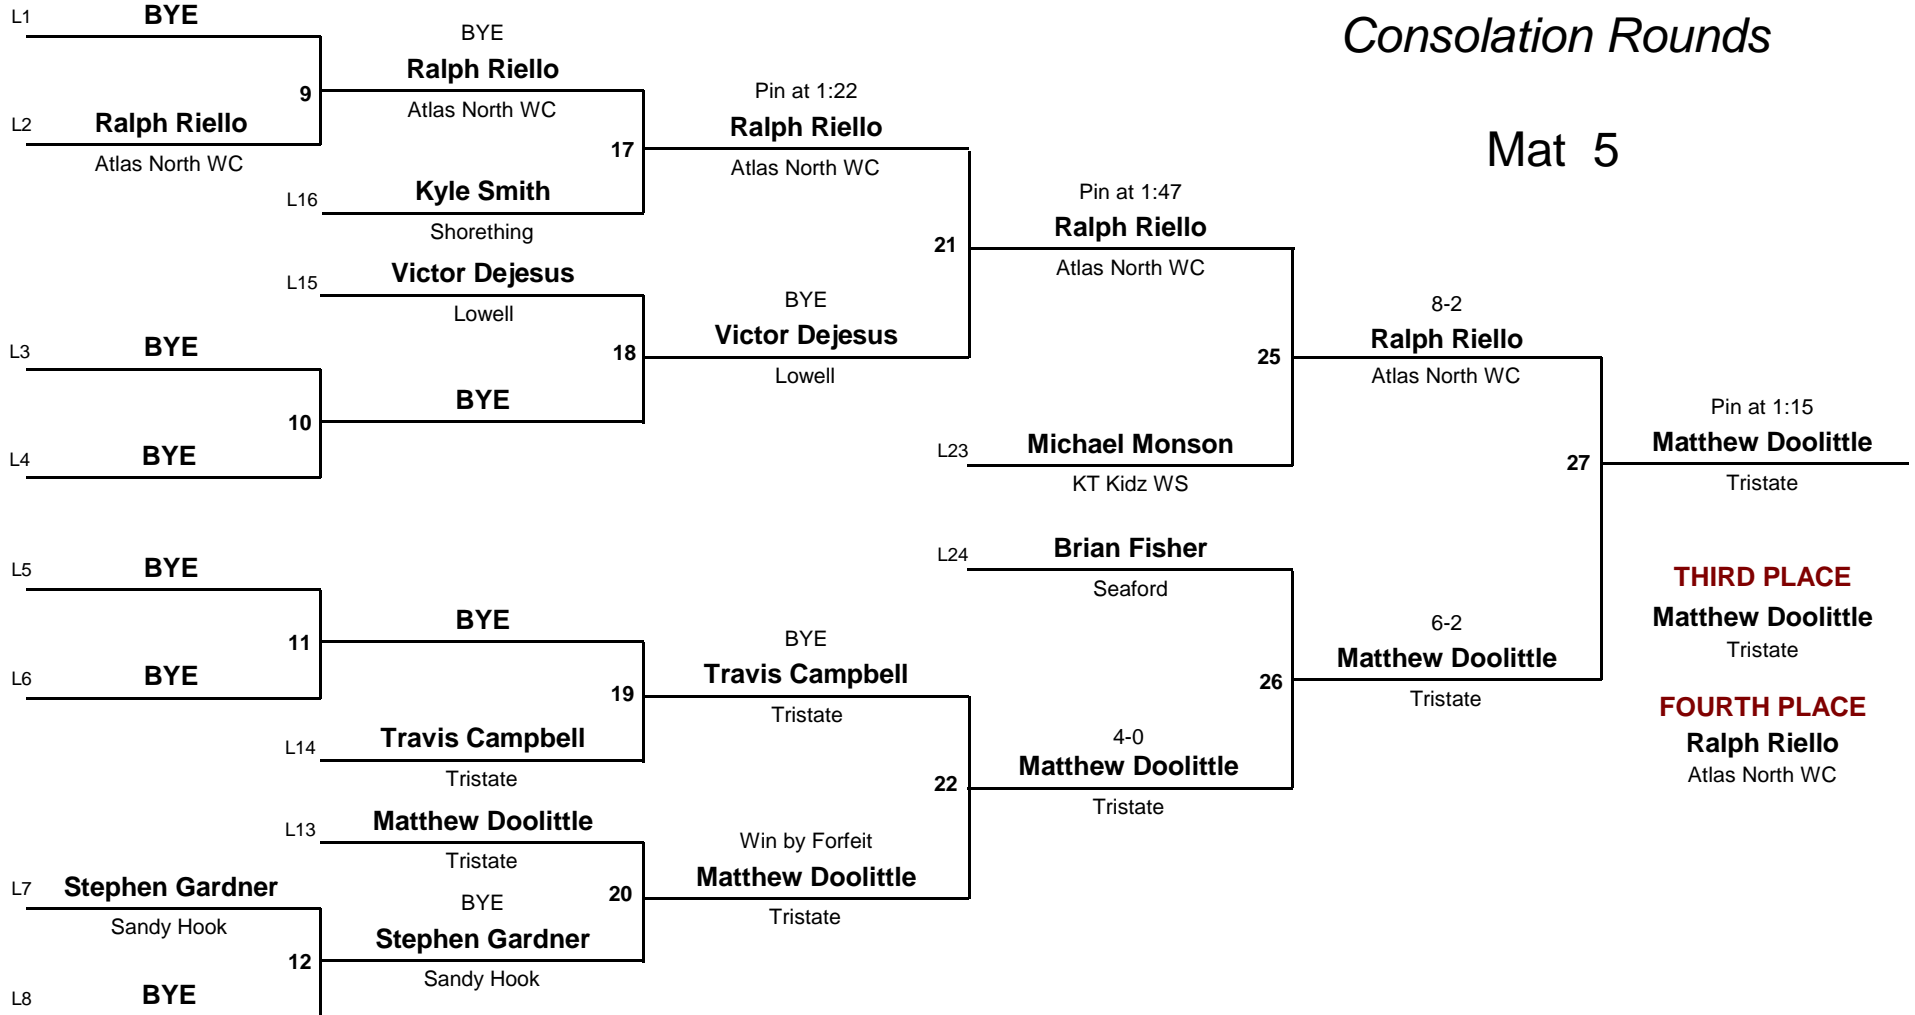 Consolation Rounds
Mat 5
L1 BYE
9
L2 Ralph Riello
Atlas North WC
BYE
Ralph Riello
Atlas North WC
17
L16 Kyle Smith
Shorething
L15 Victor Dejesus
Lowell
18
L3 BYE
10
L4 BYE
BYE
Pin at 1:22
Ralph Riello
Atlas North WC
21
BYE
Victor Dejesus
Lowell
Pin at 1:47
Ralph Riello
Atlas North WC
25
L23 Michael Monson
KT Kidz WS
8-2
Ralph Riello
Atlas North WC
27
Pin at 1:15
Matthew Doolittle
Tristate
L24 Brian Fisher
Seaford
26
6-2
Matthew Doolittle
Tristate
L5 BYE
11
L6 BYE
BYE
19
L14 Travis Campbell
Tristate
BYE
Travis Campbell
Tristate
22
4-0
Matthew Doolittle
Tristate
L13 Matthew Doolittle
Tristate
20
Win by Forfeit
Matthew Doolittle
Tristate
L7 Stephen Gardner
Sandy Hook
12
L8 BYE
BYE
Stephen Gardner
Sandy Hook
THIRD PLACE
Matthew Doolittle
Tristate
FOURTH PLACE
Ralph Riello
Atlas North WC